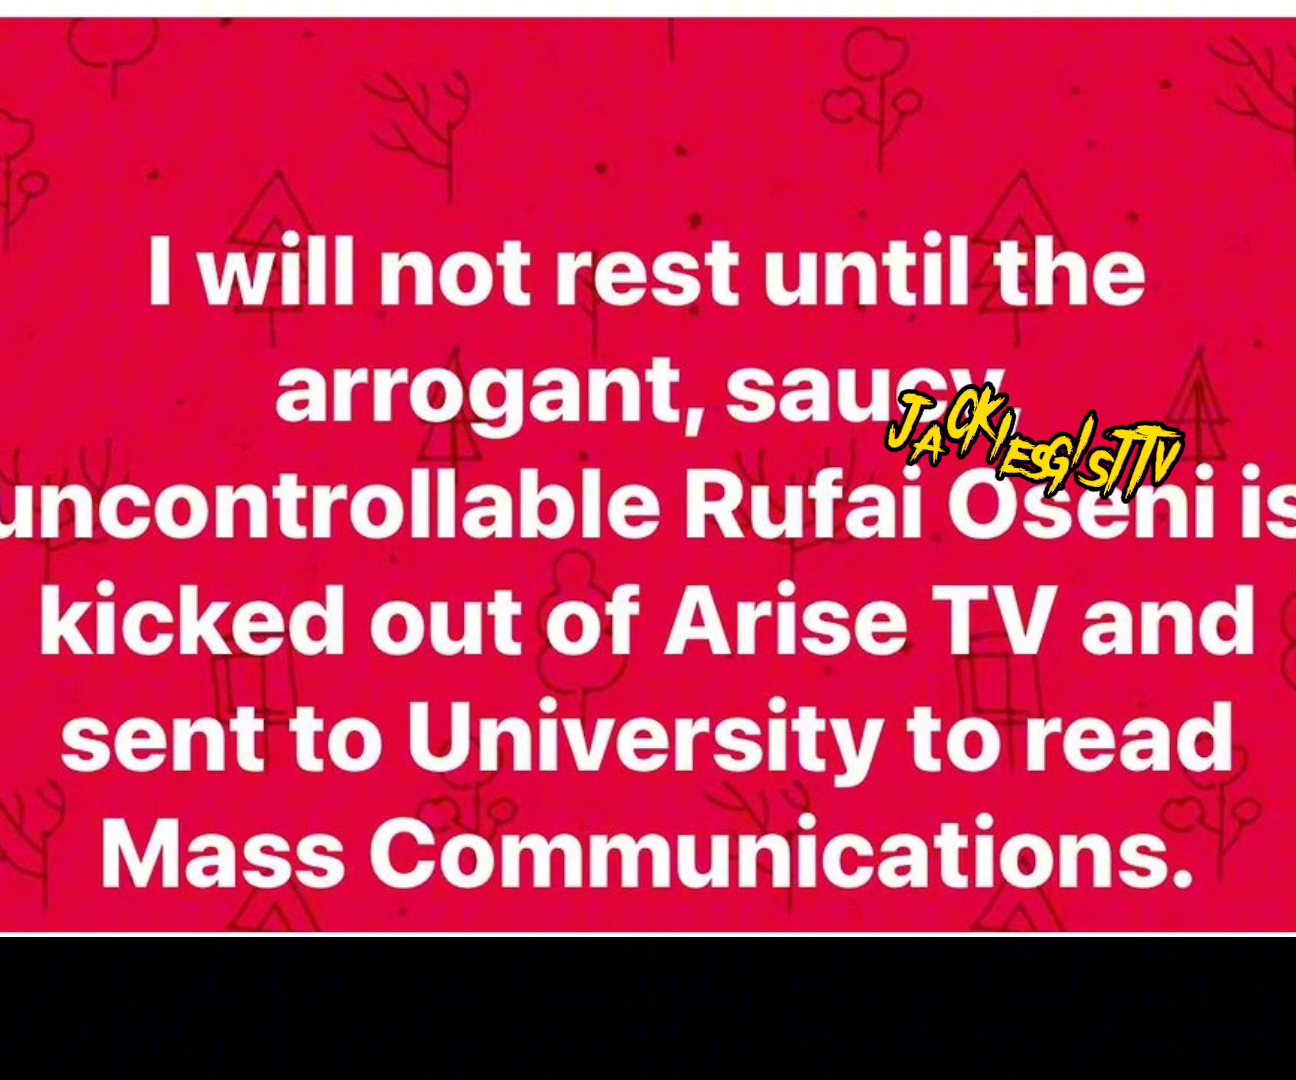 I will not rest until the
arrogant, saucy,
uncontrollable Rufai Oseni is
kicked out of Arise TV and
sent to University to read
Mass Communications.
JACKIESGISTTV